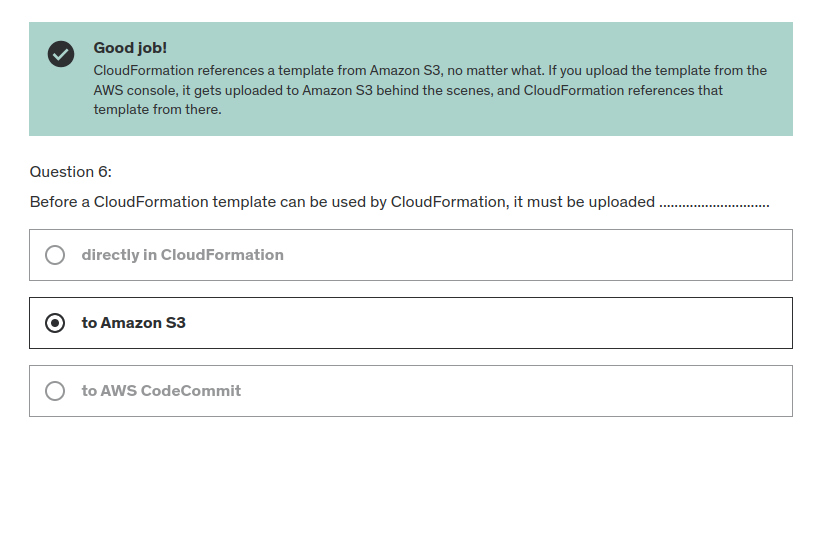 Good job!
CloudFormation references a template from Amazon S3, no matter what. If you upload the template from the
AWS console, it gets uploaded to Amazon S3 behind the scenes, and CloudFormation references that
template from there.
Question 6:
Before a CloudFormation template can be used by CloudFormation, it must be uploaded .............................
directly in CloudFormation
to Amazon S3
to AWS CodeCommit